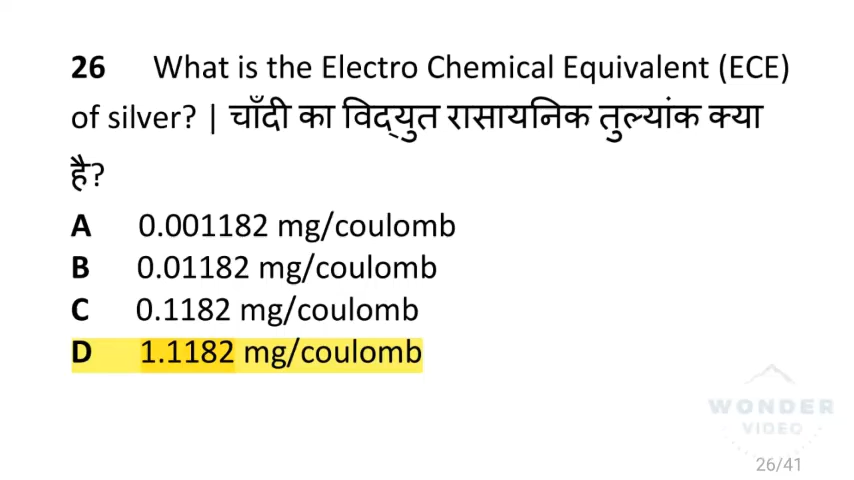 26 What is the Electro Chemical Equivalent (ECE)
of silver? | चाँदी का विद्युत रासायनिक तुल्यांक क्या
है?
A 0.001182 mg/coulomb
B 0.01182 mg/coulomb
C 0.1182 mg/coulomb
D 1.1182 mg/coulomb
WONDER
VIDEO
26/41